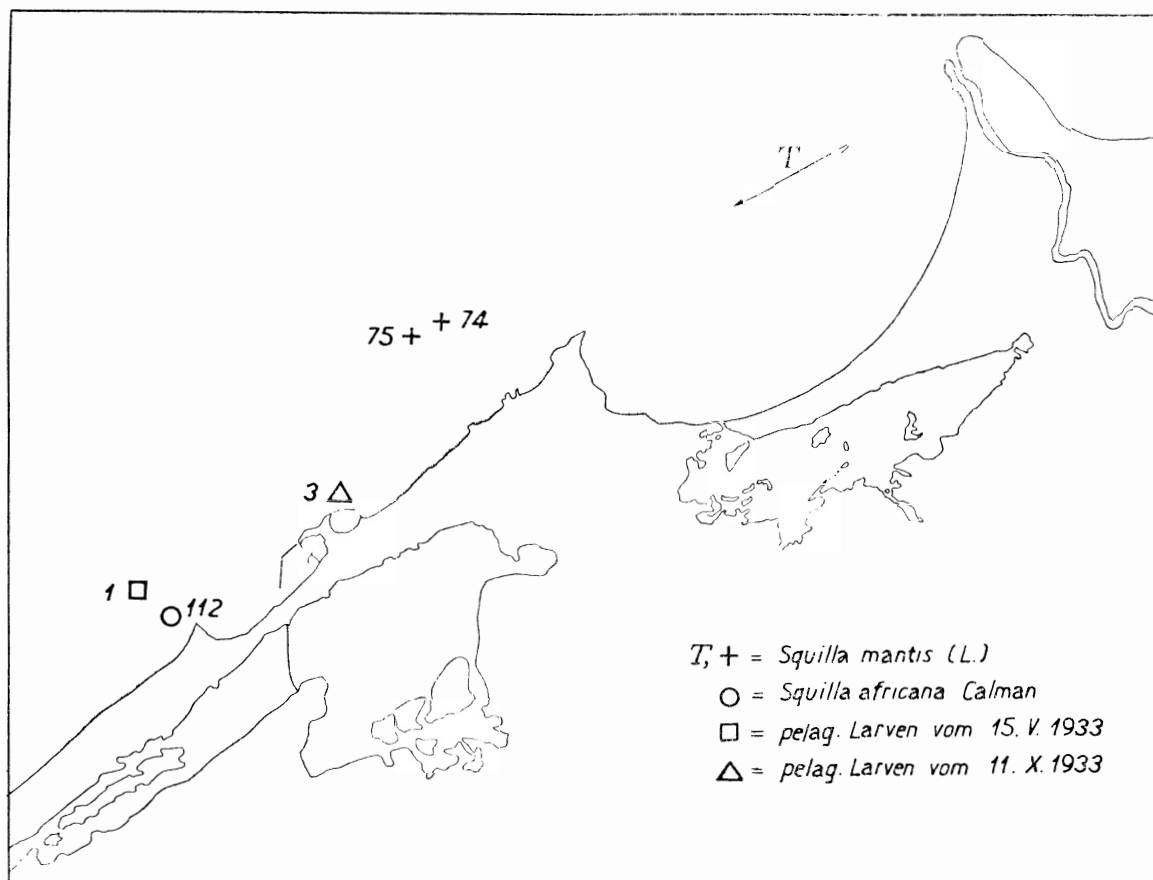 T
75 + + 74
3 △
1 □
○ 112
T, + = Squilla mantis (L.)
○ = Squilla africana Calman
□ = pelag. Larven vom 15. V. 1933
△ = pelag. Larven vom 11. X. 1933